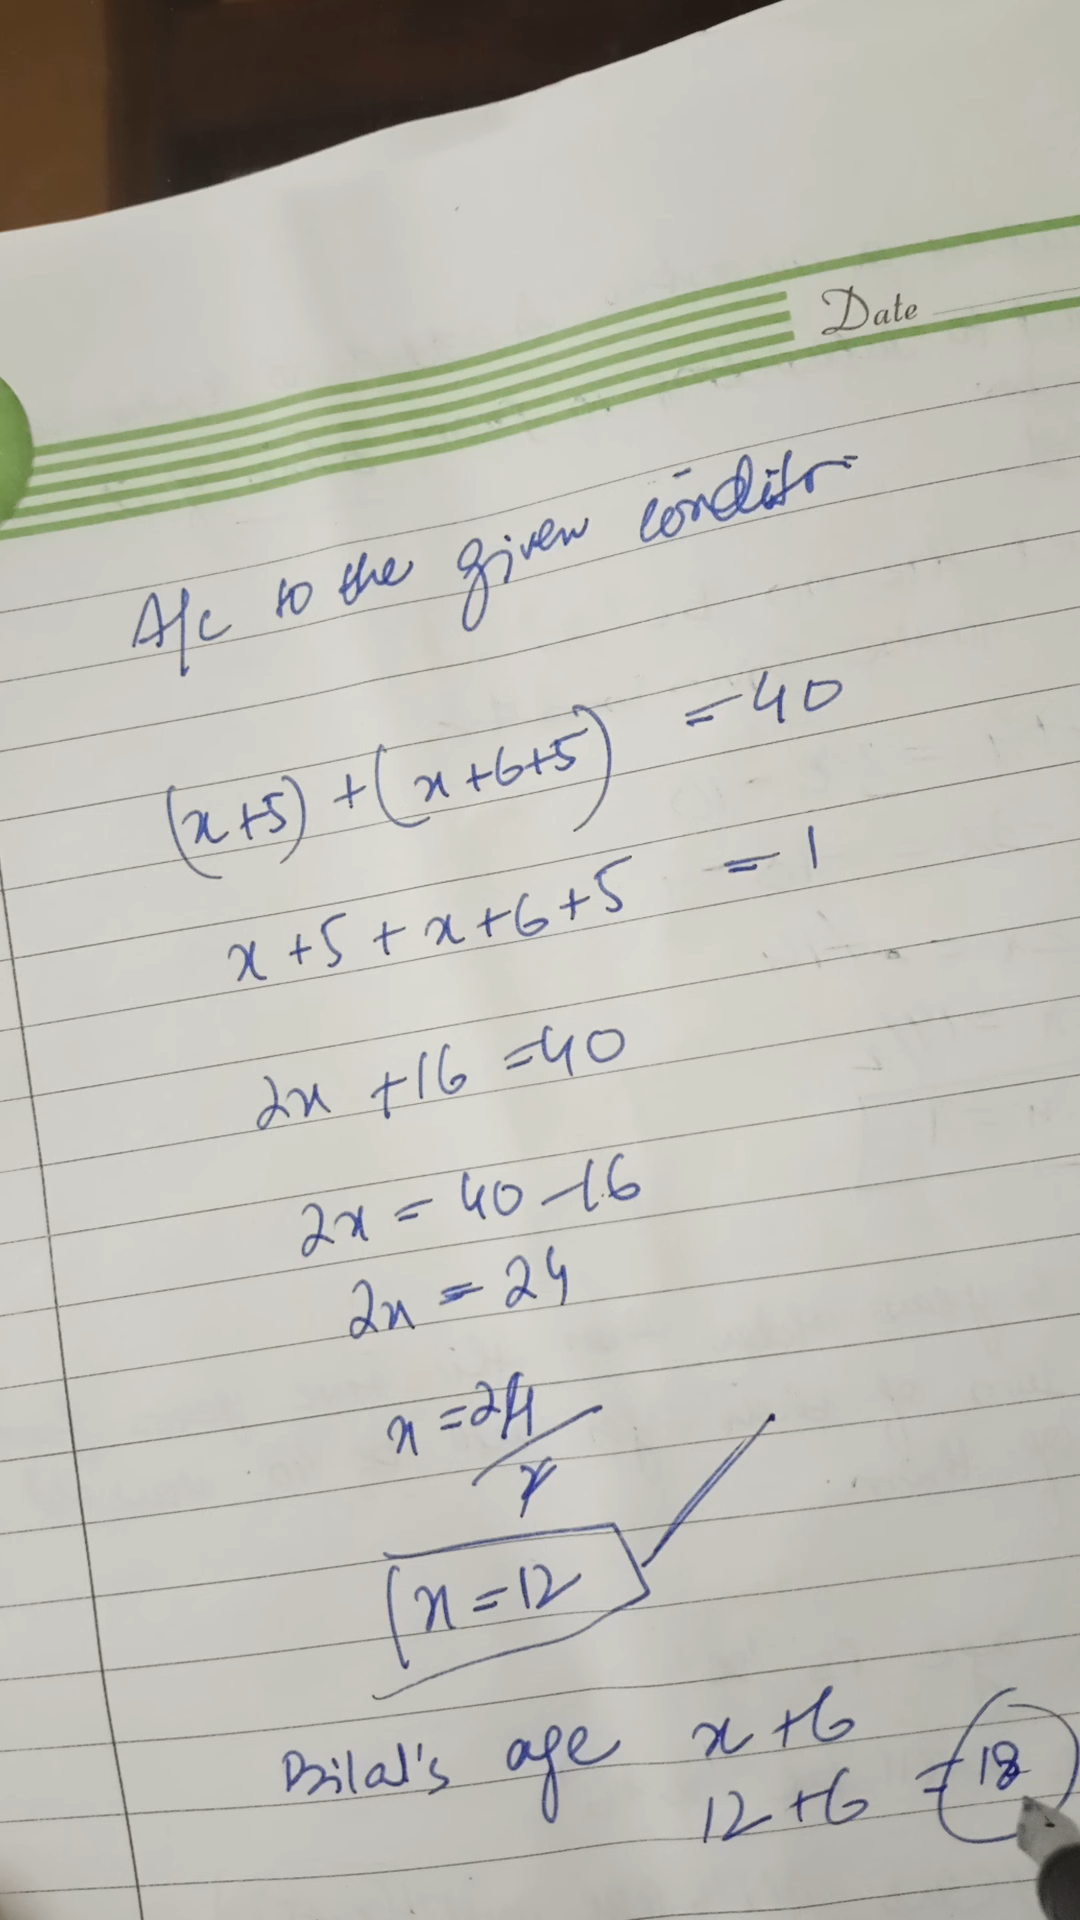 Date
A/c to the given condition
(x+5) + (x+6+5) = 40
x+5+x+6+5 = 1
2x +16 = 40
2x = 40 -16
2x = 24
x = 24
2
x = 12
Bilal's age x+6
12+6 = 18